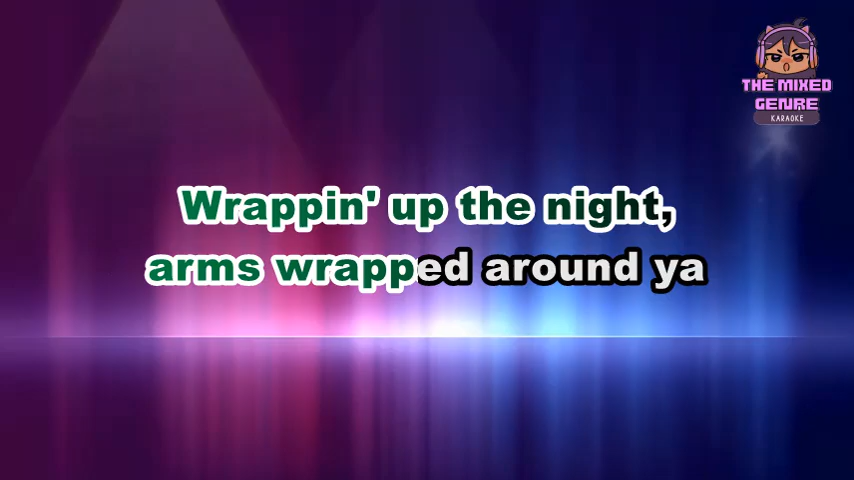 THE MIXED
GENRE
KARAOKE
Wrappin' up the night,
arms wrapped around ya